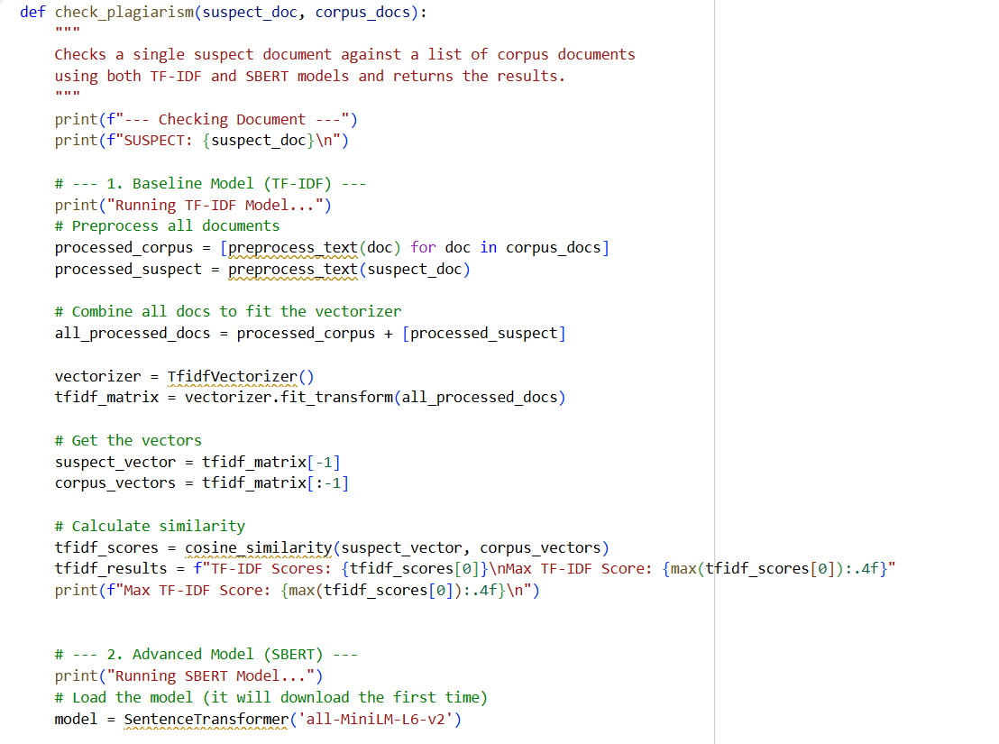 def check_plagiarism(suspect_doc, corpus_docs):
    """
    Checks a single suspect document against a list of corpus documents
    using both TF-IDF and SBERT models and returns the results.
    """
    print(f"--- Checking Document ---")
    print(f"SUSPECT: {suspect_doc}\n")

    # --- 1. Baseline Model (TF-IDF) ---
    print("Running TF-IDF Model...")
    # Preprocess all documents
    processed_corpus = [preprocess_text(doc) for doc in corpus_docs]
    processed_suspect = preprocess_text(suspect_doc)

    # Combine all docs to fit the vectorizer
    all_processed_docs = processed_corpus + [processed_suspect]

    vectorizer = TfidfVectorizer()
    tfidf_matrix = vectorizer.fit_transform(all_processed_docs)

    # Get the vectors
    suspect_vector = tfidf_matrix[-1]
    corpus_vectors = tfidf_matrix[:-1]

    # Calculate similarity
    tfidf_scores = cosine_similarity(suspect_vector, corpus_vectors)
    tfidf_results = f"TF-IDF Scores: {tfidf_scores[0]}\nMax TF-IDF Score: {max(tfidf_scores[0]):.4f}"
    print(f"Max TF-IDF Score: {max(tfidf_scores[0]):.4f}\n")


    # --- 2. Advanced Model (SBERT) ---
    print("Running SBERT Model...")
    # Load the model (it will download the first time)
    model = SentenceTransformer('all-MiniLM-L6-v2')